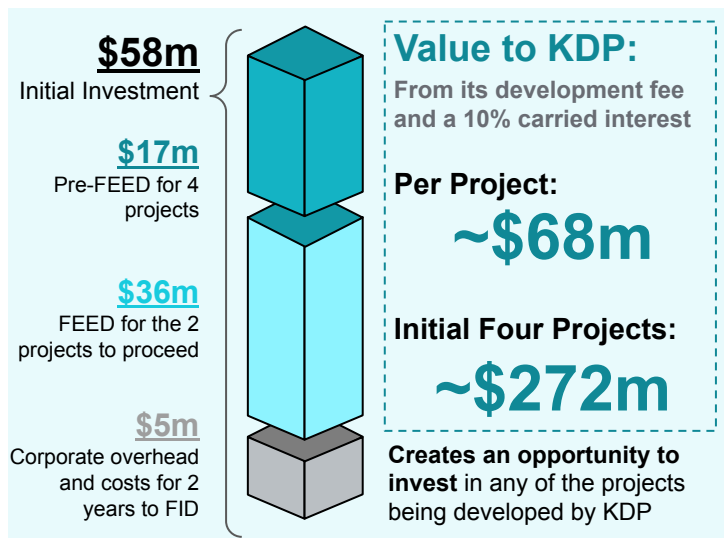 $58m
Initial Investment
$17m
Pre-FEED for 4
projects
$36m
FEED for the 2
projects to proceed
$5m
Corporate overhead
and costs for 2
years to FID
Value to KDP:
From its development fee
and a 10% carried interest
Per Project:
~$68m
Initial Four Projects:
~$272m
Creates an opportunity to
invest in any of the projects
being developed by KDP